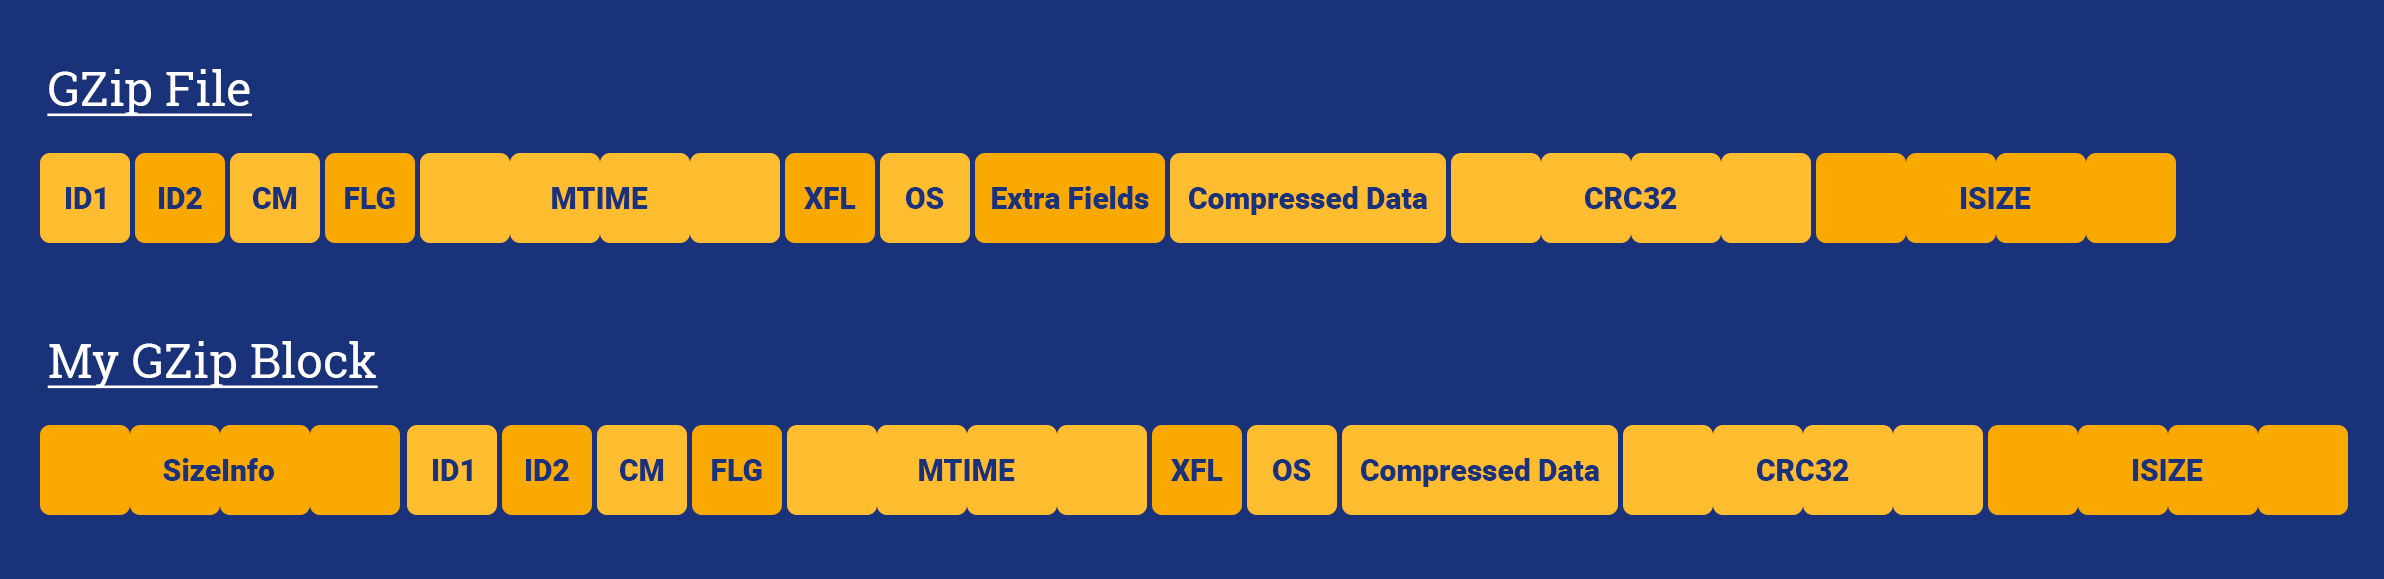 GZip File
ID1 ID2 CM FLG MTIME XFL OS Extra Fields Compressed Data CRC32 ISIZE
My GZip Block
SizeInfo ID1 ID2 CM FLG MTIME XFL OS Compressed Data CRC32 ISIZE